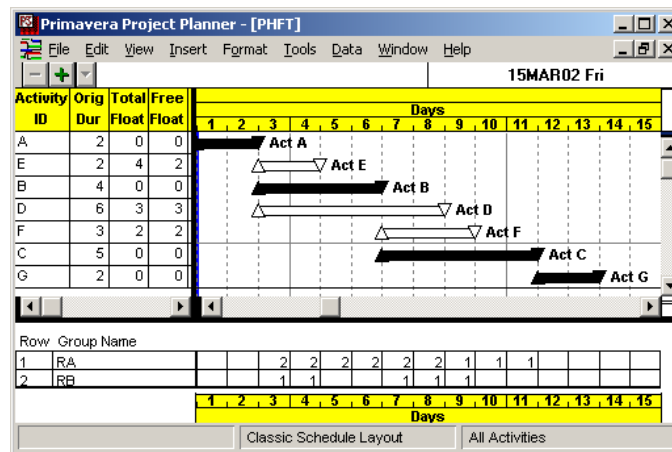 Primavera Project Planner - [PHFT]
File Edit View Insert Format Tools Data Window Help
15MAR02 Fri
Activity Orig Total Free
ID Dur Float Float
Days
1 2 3 4 5 6 7 8 9 10 11 12 13 14 15
A 2 0 0 Act A
E 2 4 2 Act E
B 4 0 0 Act B
D 6 3 3 Act D
F 3 2 2 Act F
C 5 0 0 Act C
G 2 0 0 Act G
Row Group Name
1 RA 2 2 2 2 2 2 1 1 1
2 RB 1 1 1 1 1
1 2 3 4 5 6 7 8 9 10 11 12 13 14 15
Days
Classic Schedule Layout All Activities